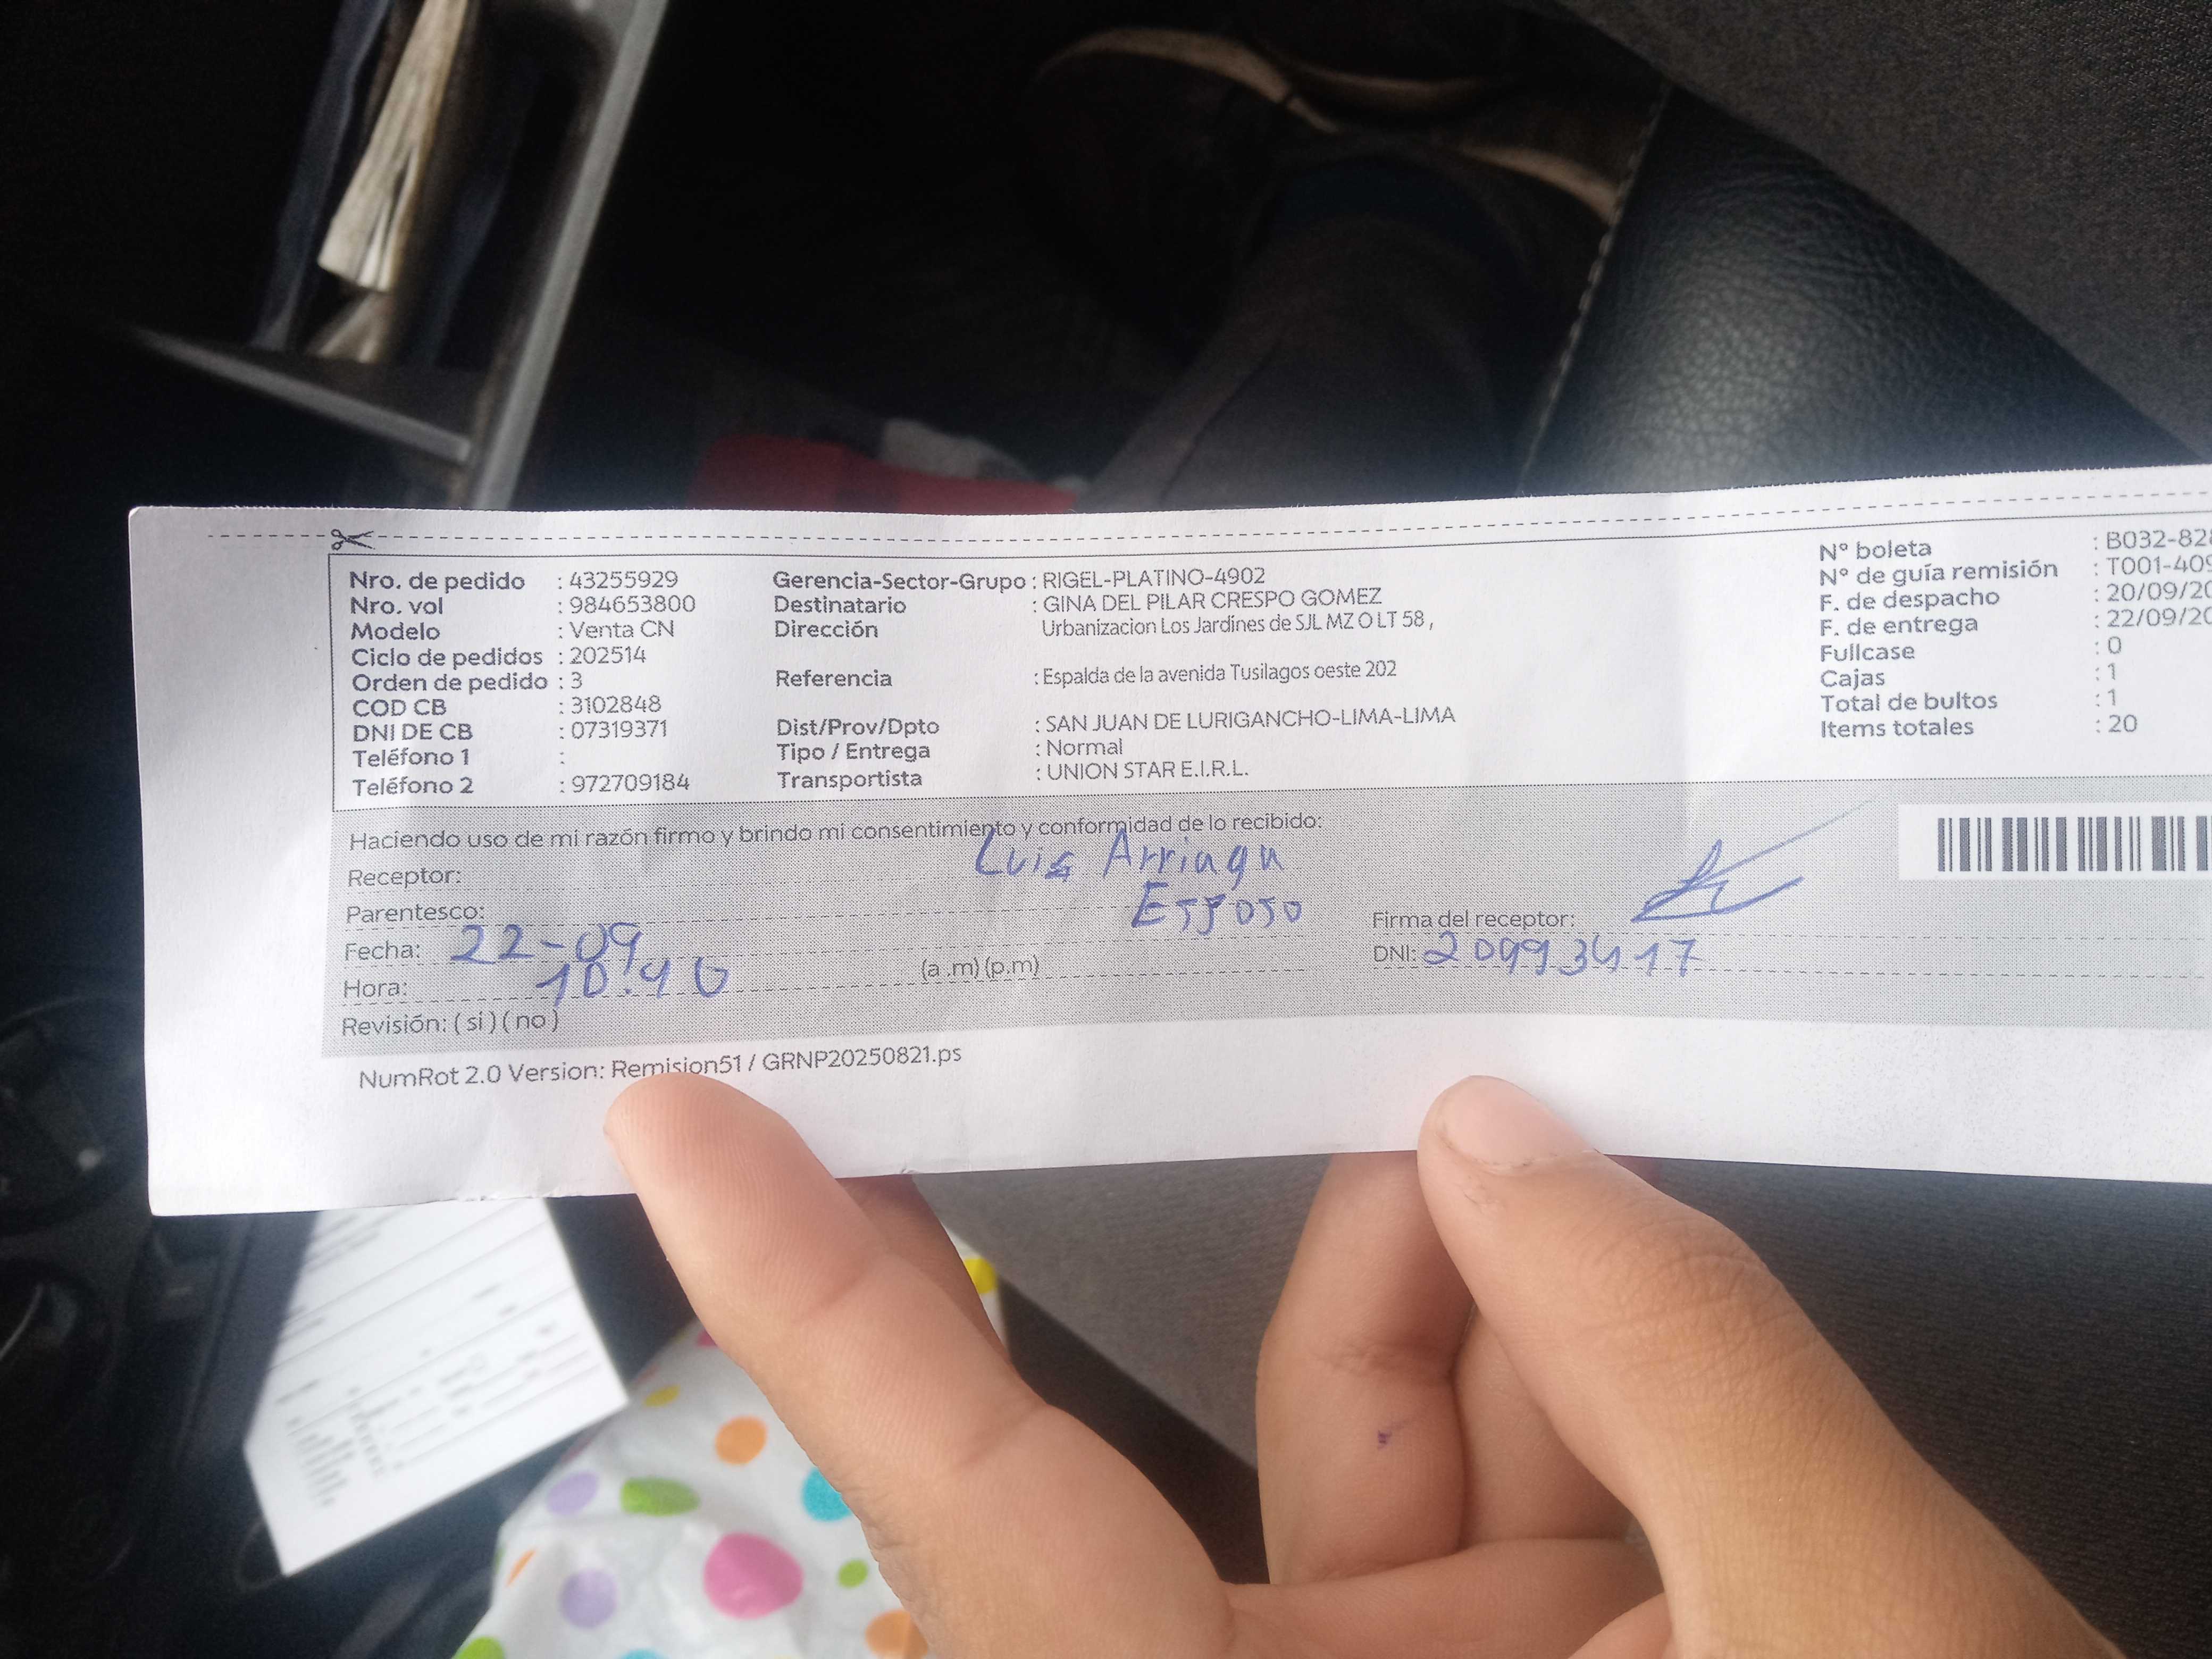 Nro. de pedido : 43255929
Nro. vol : 984653800
Modelo : Venta CN
Ciclo de pedidos : 202514
Orden de pedido : 3
COD CB : 3102848
DNI DE CB : 07319371
Teléfono 1 :
Teléfono 2 : 972709184
Gerencia-Sector-Grupo : RIGEL-PLATINO-4902
Destinatario : GINA DEL PILAR CRESPO GOMEZ
Dirección Urbanizacion Los Jardines de SJL MZ O LT 58 ,
Referencia : Espalda de la avenida Tusilagos oeste 202
Dist/Prov/Dpto : SAN JUAN DE LURIGANCHO-LIMA-LIMA
Tipo / Entrega : Normal
Transportista : UNION STAR E.I.R.L.
N° boleta : B032-82
N° de guía remisión : T001-409
F. de despacho : 20/09/20
F. de entrega : 22/09/20
Fullcase : 0
Cajas : 1
Total de bultos : 1
Items totales : 20
Haciendo uso de mi razón firmo y brindo mi consentimiento y conformidad de lo recibido:
Receptor: Luis Arriaga
Parentesco: Esposo
Firma del receptor:
Fecha: 22-09
DNI: 20993417
Hora: 10:40 (a .m) (p.m)
Revisión: ( si ) ( no )
NumRot 2.0 Version: Remision51 / GRNP20250821.ps